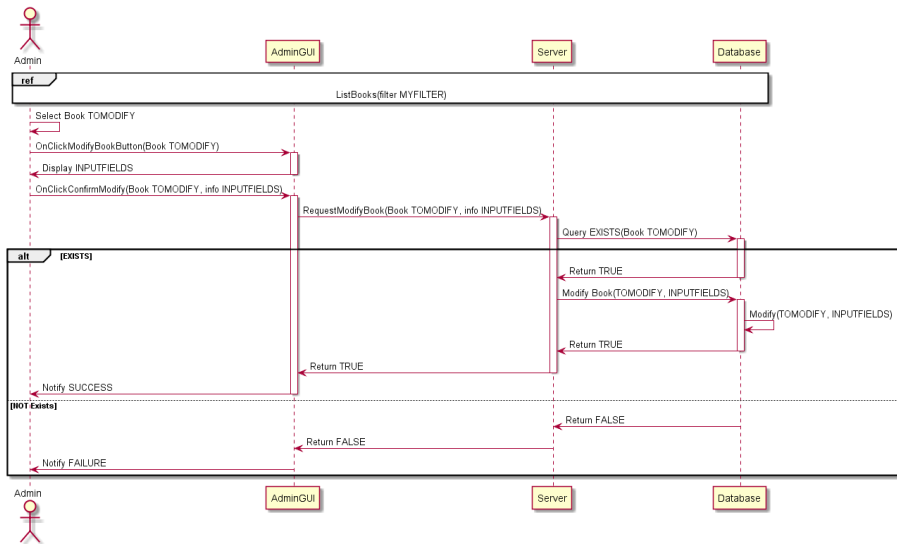 Admin
AdminGUI
Server
Database
ref
ListBooks(filter MYFILTER)
Select Book TOMODIFY
OnClickModifyBookButton(Book TOMODIFY)
Display INPUTFIELDS
OnClickConfirmModify(Book TOMODIFY, info INPUTFIELDS)
RequestModifyBook(Book TOMODIFY, info INPUTFIELDS)
Query EXISTS(Book TOMODIFY)
alt [EXISTS]
Return TRUE
Modify Book(TOMODIFY, INPUTFIELDS)
Modify(TOMODIFY, INPUTFIELDS)
Return TRUE
Return TRUE
Notify SUCCESS
[NOT Exists]
Return FALSE
Return FALSE
Notify FAILURE
Admin
AdminGUI
Server
Database